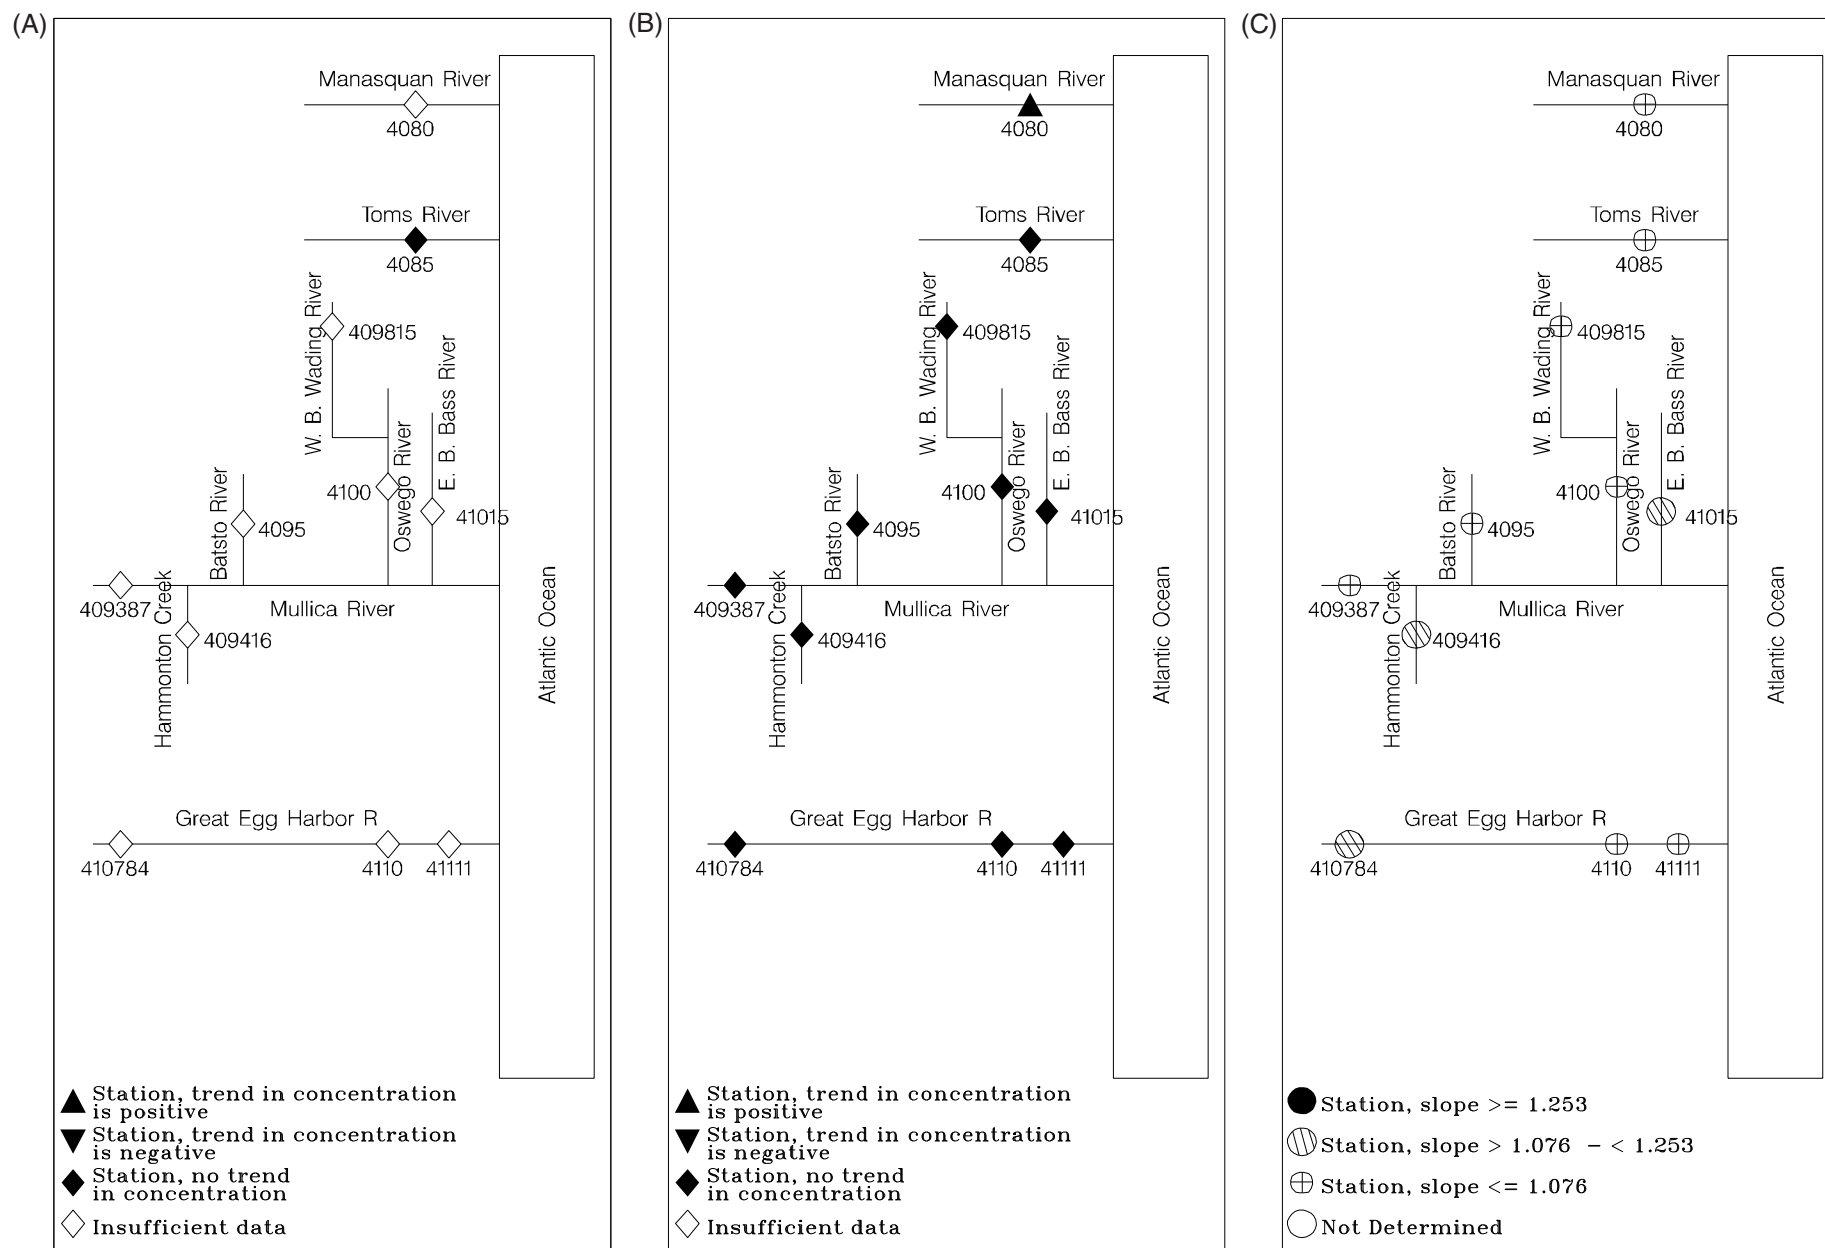 (A)
Manasquan River
4080
Toms River
4085
W. B. Wading River
409815
E. B. Bass River
Oswego River
4100
41015
Batsto River
4095
409387
Hammonton Creek
Mullica River
409416
Atlantic Ocean
Great Egg Harbor R
410784
4110
41111
Station, trend in concentration
is positive
Station, trend in concentration
is negative
Station, no trend
in concentration
Insufficient data
(B)
Manasquan River
4080
Toms River
4085
W. B. Wading River
409815
E. B. Bass River
Oswego River
4100
41015
Batsto River
4095
409387
Hammonton Creek
Mullica River
409416
Atlantic Ocean
Great Egg Harbor R
410784
4110
41111
Station, trend in concentration
is positive
Station, trend in concentration
is negative
Station, no trend
in concentration
Insufficient data
(C)
Manasquan River
4080
Toms River
4085
W. B. Wading River
409815
E. B. Bass River
Oswego River
4100
41015
Batsto River
4095
409387
Hammonton Creek
Mullica River
409416
Atlantic Ocean
Great Egg Harbor R
410784
4110
41111
Station, slope >= 1.253
Station, slope > 1.076 – < 1.253
Station, slope <= 1.076
Not Determined